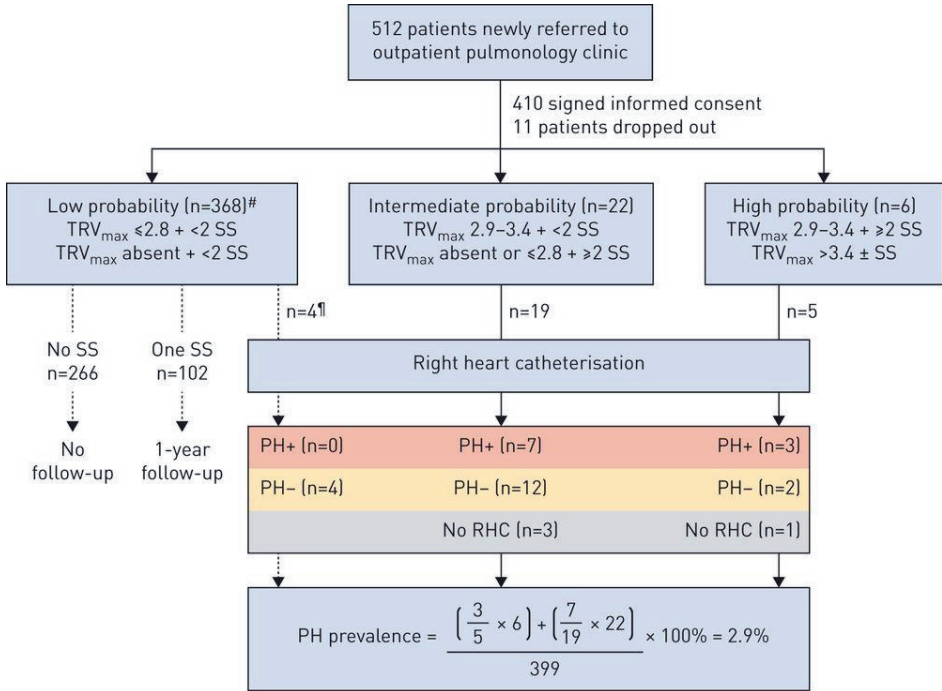 512 patients newly referred to
outpatient pulmonology clinic
410 signed informed consent
11 patients dropped out
Low probability (n=368)#
TRVmax ⩽2.8 + <2 SS
TRVmax absent + <2 SS
Intermediate probability (n=22)
TRVmax 2.9–3.4 + <2 SS
TRVmax absent or ⩽2.8 + ⩾2 SS
High probability (n=6)
TRVmax 2.9–3.4 + ⩾2 SS
TRVmax >3.4 ± SS
n=4¶
n=19
n=5
No SS
n=266
One SS
n=102
Right heart catheterisation
No
follow-up
1-year
follow-up
PH+ (n=0)
PH+ (n=7)
PH+ (n=3)
PH– (n=4)
PH– (n=12)
PH– (n=2)
No RHC (n=3)
No RHC (n=1)
PH prevalence = ((3/5 × 6) + (7/19 × 22))/399 × 100% = 2.9%